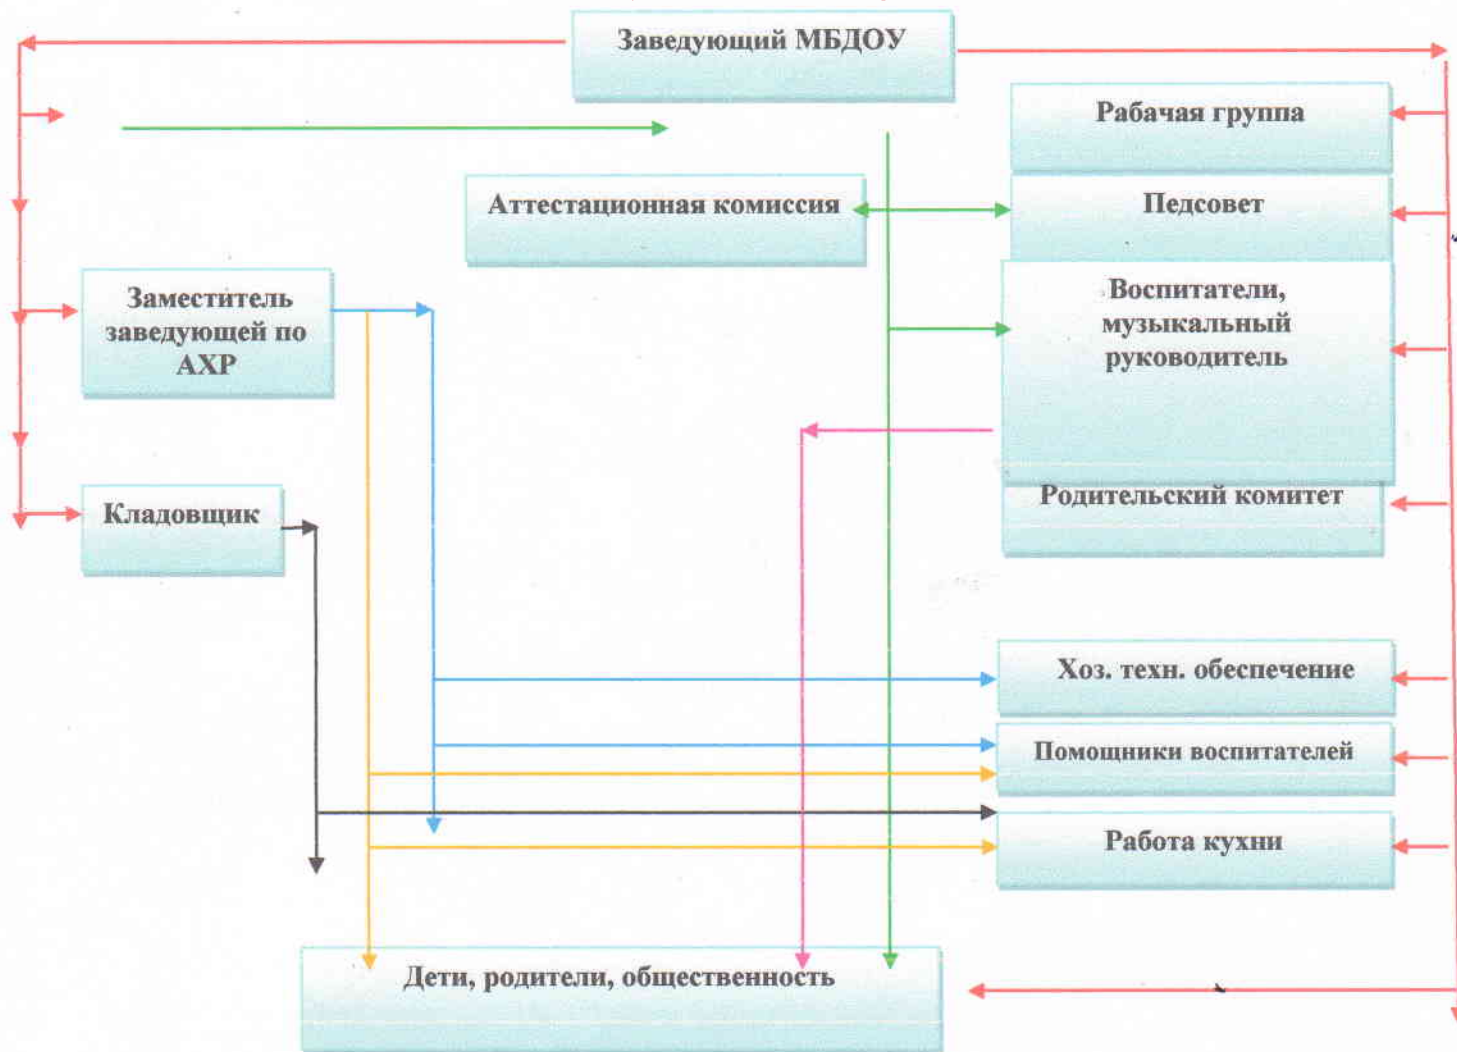 Заведующий МБДОУ
Рабачая группа
Аттестационная комиссия
Педсовет
Заместитель
заведующей по
АХР
Воспитатели,
музыкальный
руководитель
Кладовщик
Родительский комитет
Хоз. техн. обеспечение
Помощники воспитателей
Работа кухни
Дети, родители, общественность